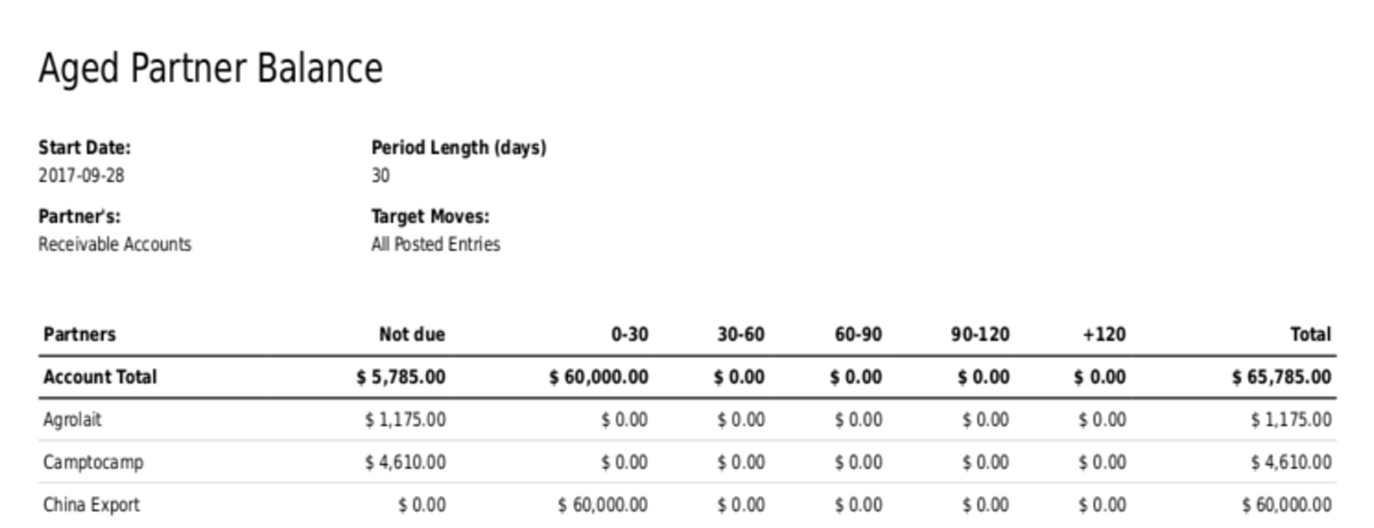 Aged Partner Balance
Start Date: Period Length (days)
2017-09-28 30
Partner's: Target Moves:
Receivable Accounts All Posted Entries
Partners Not due 0-30 30-60 60-90 90-120 +120 Total
Account Total $ 5,785.00 $ 60,000.00 $ 0.00 $ 0.00 $ 0.00 $ 0.00 $ 65,785.00
Agrolait $ 1,175.00 $ 0.00 $ 0.00 $ 0.00 $ 0.00 $ 0.00 $ 1,175.00
Camptocamp $ 4,610.00 $ 0.00 $ 0.00 $ 0.00 $ 0.00 $ 0.00 $ 4,610.00
China Export $ 0.00 $ 60,000.00 $ 0.00 $ 0.00 $ 0.00 $ 0.00 $ 60,000.00